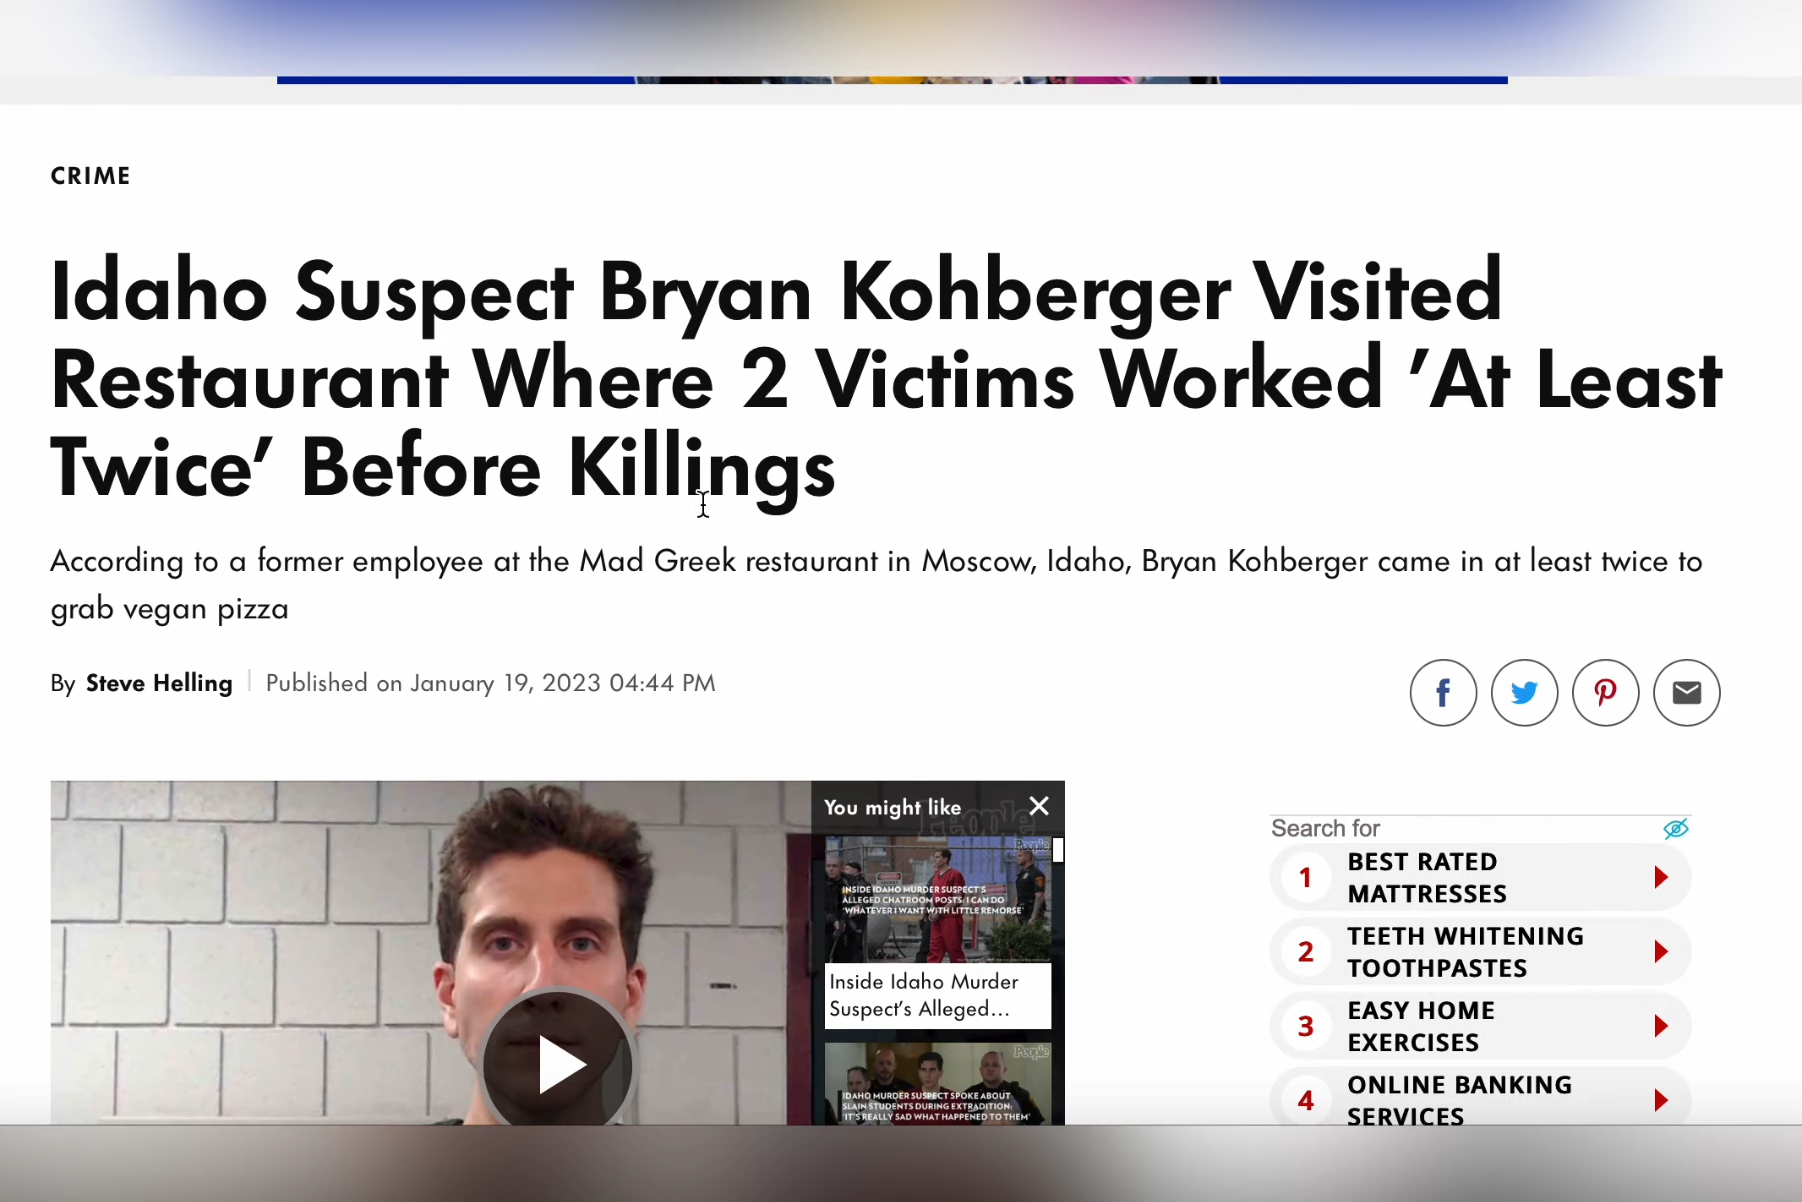 CRIME
Idaho Suspect Bryan Kohberger Visited
Restaurant Where 2 Victims Worked 'At Least
Twice' Before Killings
According to a former employee at the Mad Greek restaurant in Moscow, Idaho, Bryan Kohberger came in at least twice to
grab vegan pizza
By Steve Helling | Published on January 19, 2023 04:44 PM
f
You might like
People
People
INSIDE IDAHO MURDER SUSPECT'S
ALLEGED CHATROOM POSTS: I CAN DO
'WHATEVER I WANT WITH LITTLE REMORSE'
Inside Idaho Murder
Suspect's Alleged...
People
IDAHO MURDER SUSPECT SPOKE ABOUT
SLAIN STUDENTS DURING EXTRADITION:
'IT'S REALLY SAD WHAT HAPPENED TO THEM'
Search for
1 BEST RATED
MATTRESSES
2 TEETH WHITENING
TOOTHPASTES
3 EASY HOME
EXERCISES
4 ONLINE BANKING
SERVICES